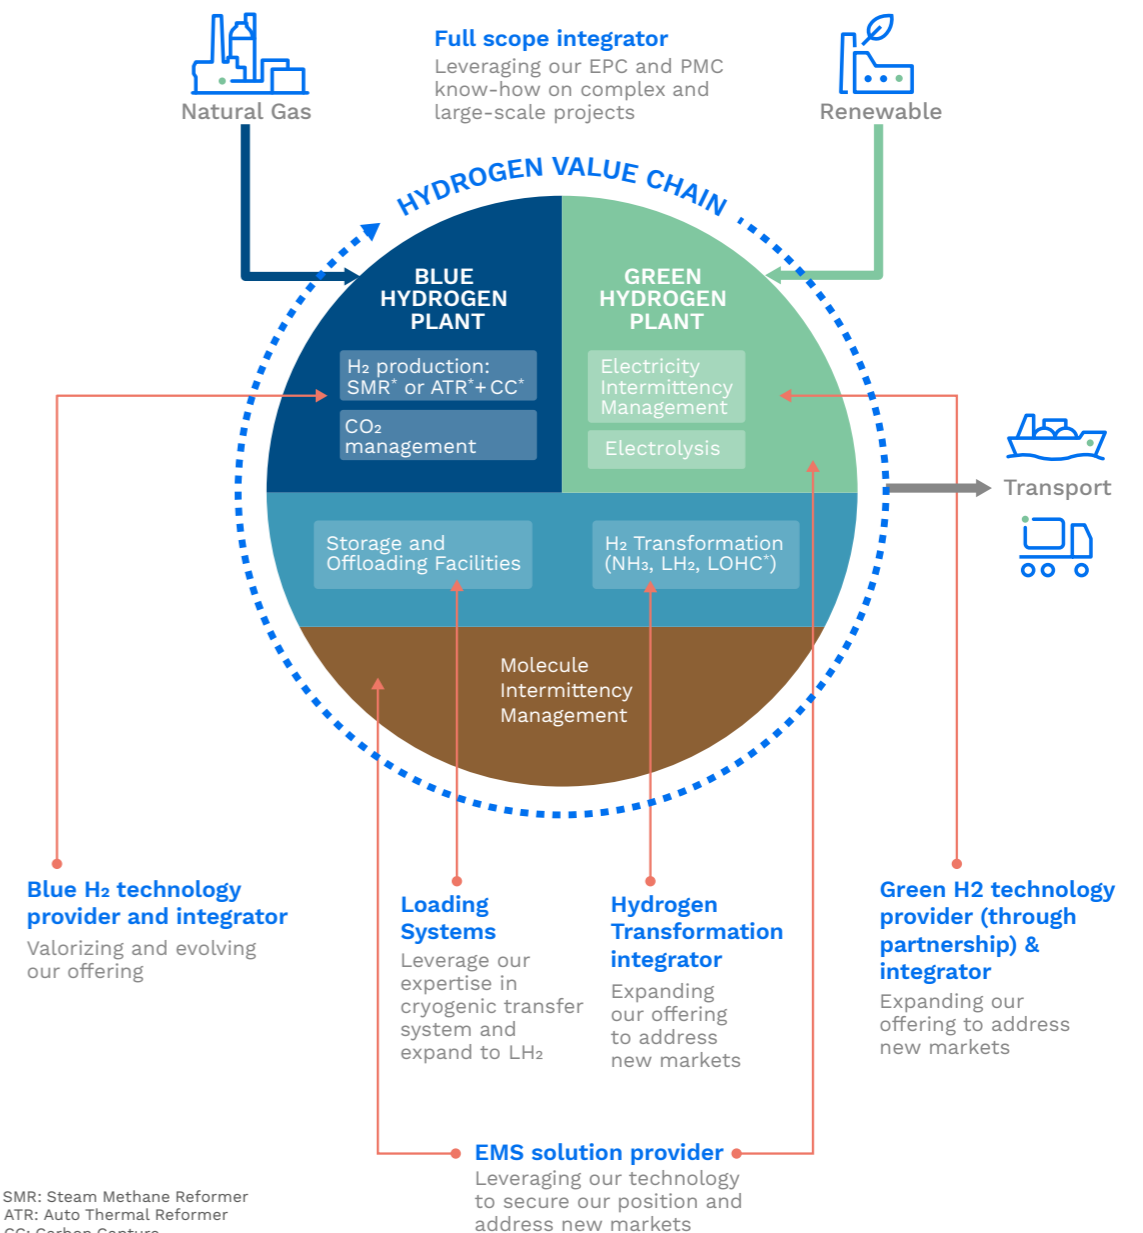 Full scope integrator
Leveraging our EPC and PMC
know-how on complex and
large-scale projects
Natural Gas
Renewable
HYDROGEN VALUE CHAIN
BLUE
HYDROGEN
PLANT
H₂ production:
SMR* or ATR*+CC*
CO₂
management
GREEN
HYDROGEN
PLANT
Electricity
Intermittency
Management
Electrolysis
Transport
Storage and
Offloading Facilities
H₂ Transformation
(NH₃, LH₂, LOHC*)
Molecule
Intermittency
Management
Blue H₂ technology
provider and integrator
Valorizing and evolving
our offering
Loading
Systems
Leverage our
expertise in
cryogenic transfer
system and
expand to LH₂
Hydrogen
Transformation
integrator
Expanding
our offering
to address
new markets
Green H2 technology
provider (through
partnership) &
integrator
Expanding our
offering to address
new markets
EMS solution provider
Leveraging our technology
to secure our position and
address new markets
SMR: Steam Methane Reformer
ATR: Auto Thermal Reformer
CC: Carbon Capture